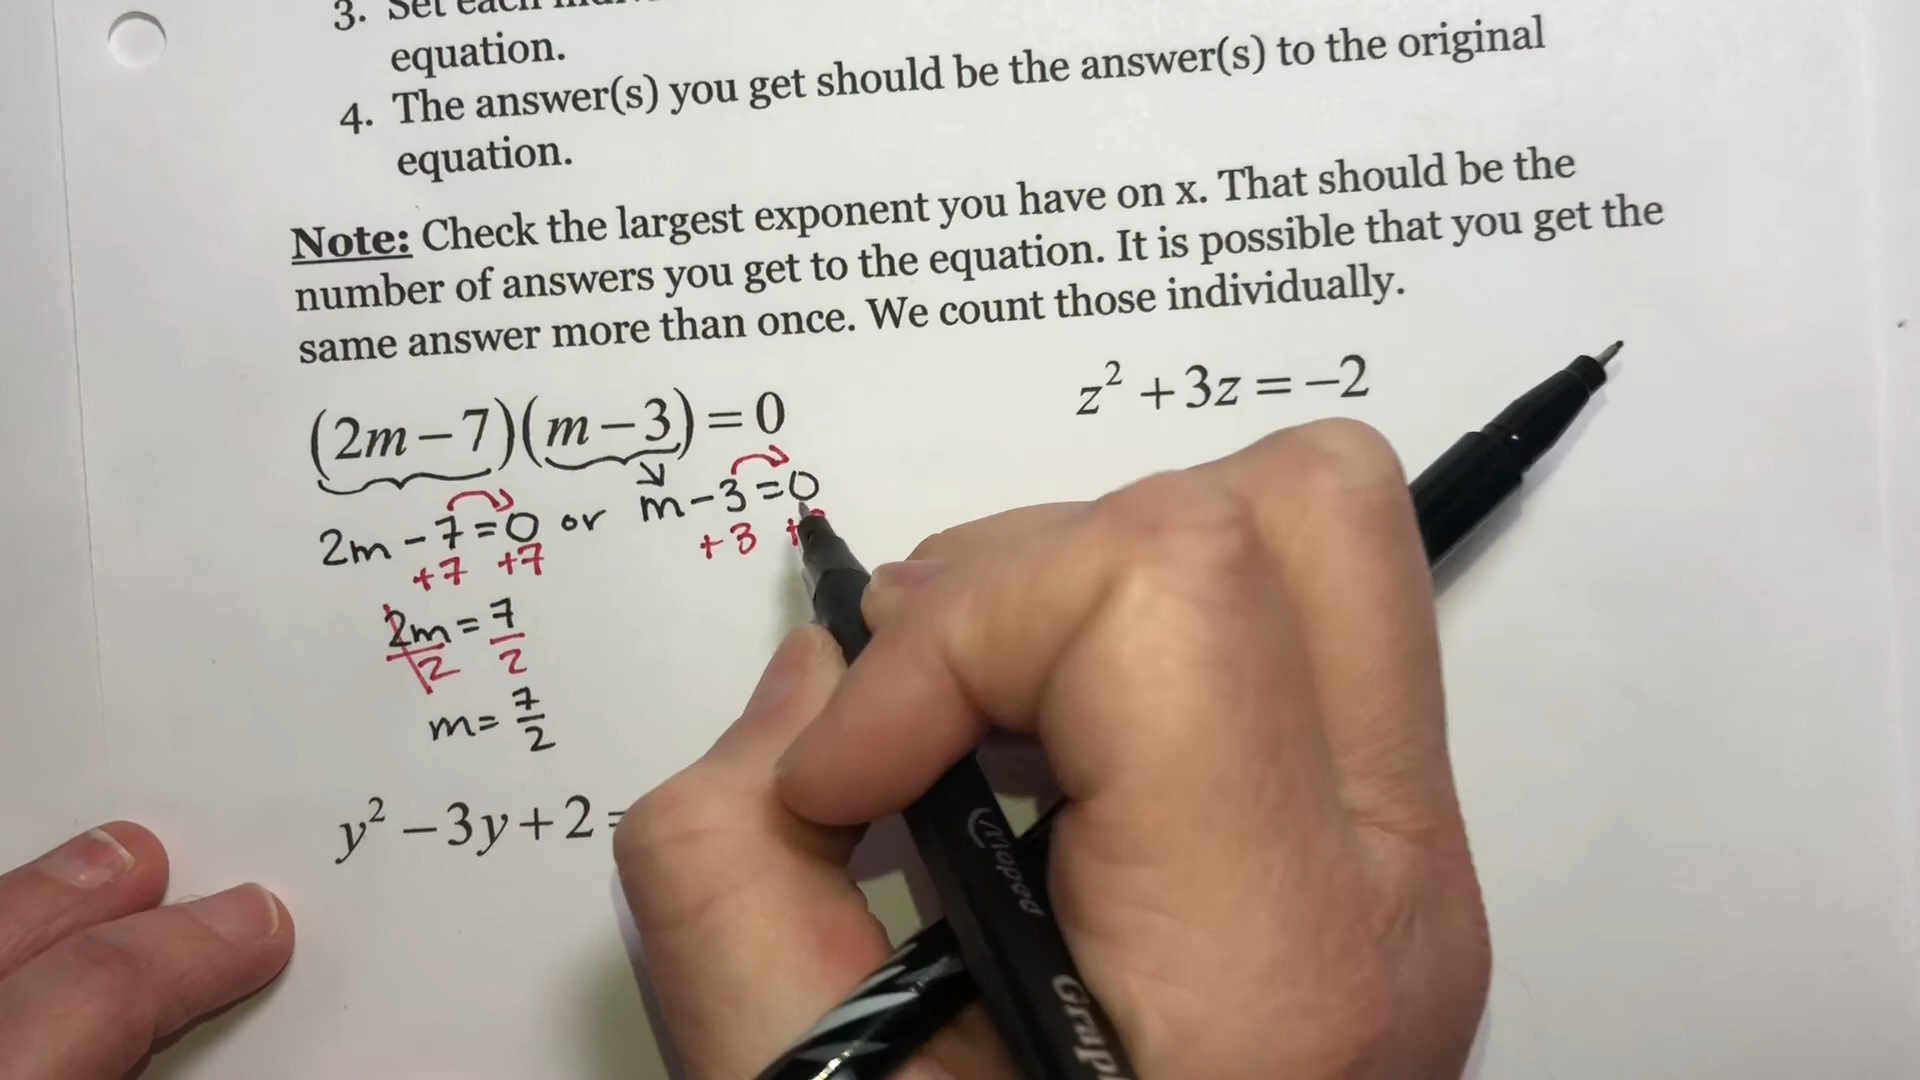 3. Set each
equation.
4. The answer(s) you get should be the answer(s) to the original
equation.
Note: Check the largest exponent you have on x. That should be the
number of answers you get to the equation. It is possible that you get the
same answer more than once. We count those individually.
(2m−7)(m−3)=0
z² +3z=−2
2m −7=0 or m−3=0
+7 +7 +3 +
2m = 7
2 2
m= 7/2
y² −3y+2=